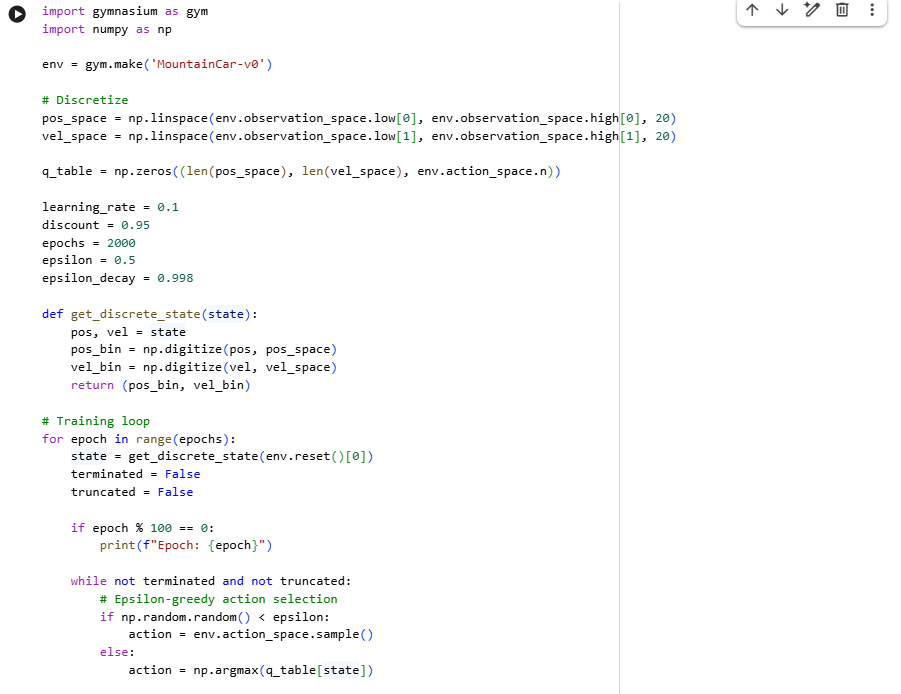 import gymnasium as gym
import numpy as np

env = gym.make('MountainCar-v0')

# Discretize
pos_space = np.linspace(env.observation_space.low[0], env.observation_space.high[0], 20)
vel_space = np.linspace(env.observation_space.low[1], env.observation_space.high[1], 20)

q_table = np.zeros((len(pos_space), len(vel_space), env.action_space.n))

learning_rate = 0.1
discount = 0.95
epochs = 2000
epsilon = 0.5
epsilon_decay = 0.998

def get_discrete_state(state):
    pos, vel = state
    pos_bin = np.digitize(pos, pos_space)
    vel_bin = np.digitize(vel, vel_space)
    return (pos_bin, vel_bin)

# Training loop
for epoch in range(epochs):
    state = get_discrete_state(env.reset()[0])
    terminated = False
    truncated = False

    if epoch % 100 == 0:
        print(f"Epoch: {epoch}")

    while not terminated and not truncated:
        # Epsilon-greedy action selection
        if np.random.random() < epsilon:
            action = env.action_space.sample()
        else:
            action = np.argmax(q_table[state])